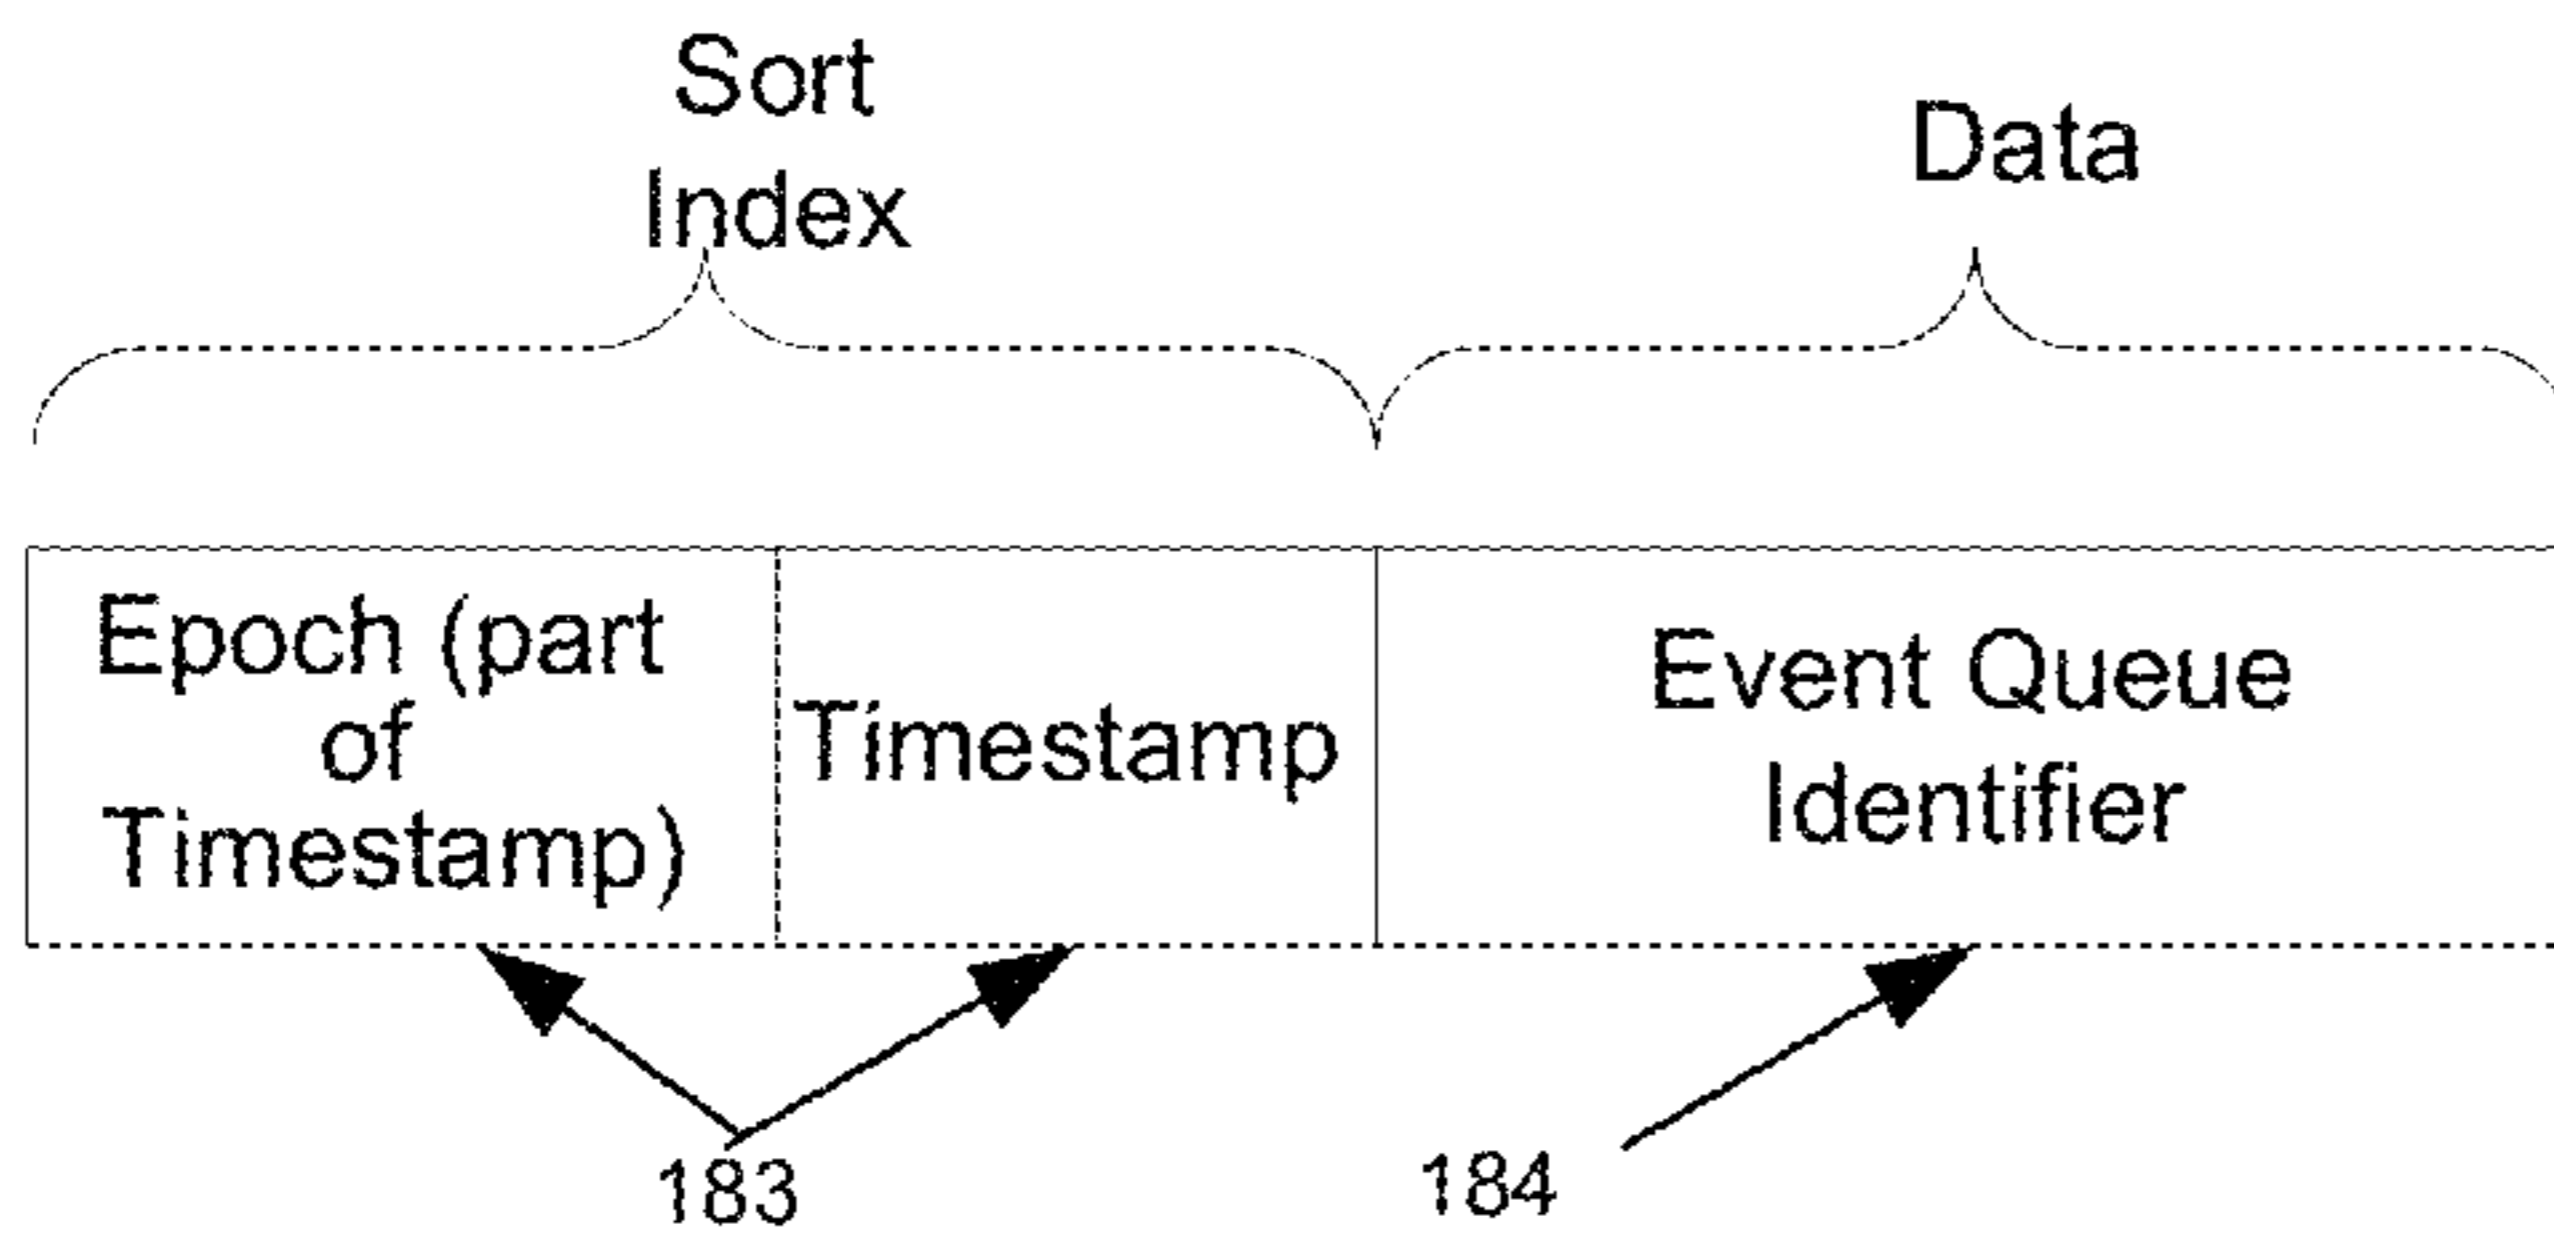 Sort
Index
Data
Epoch (part
of
Timestamp)
Timestamp
Event Queue
Identifier
183
184